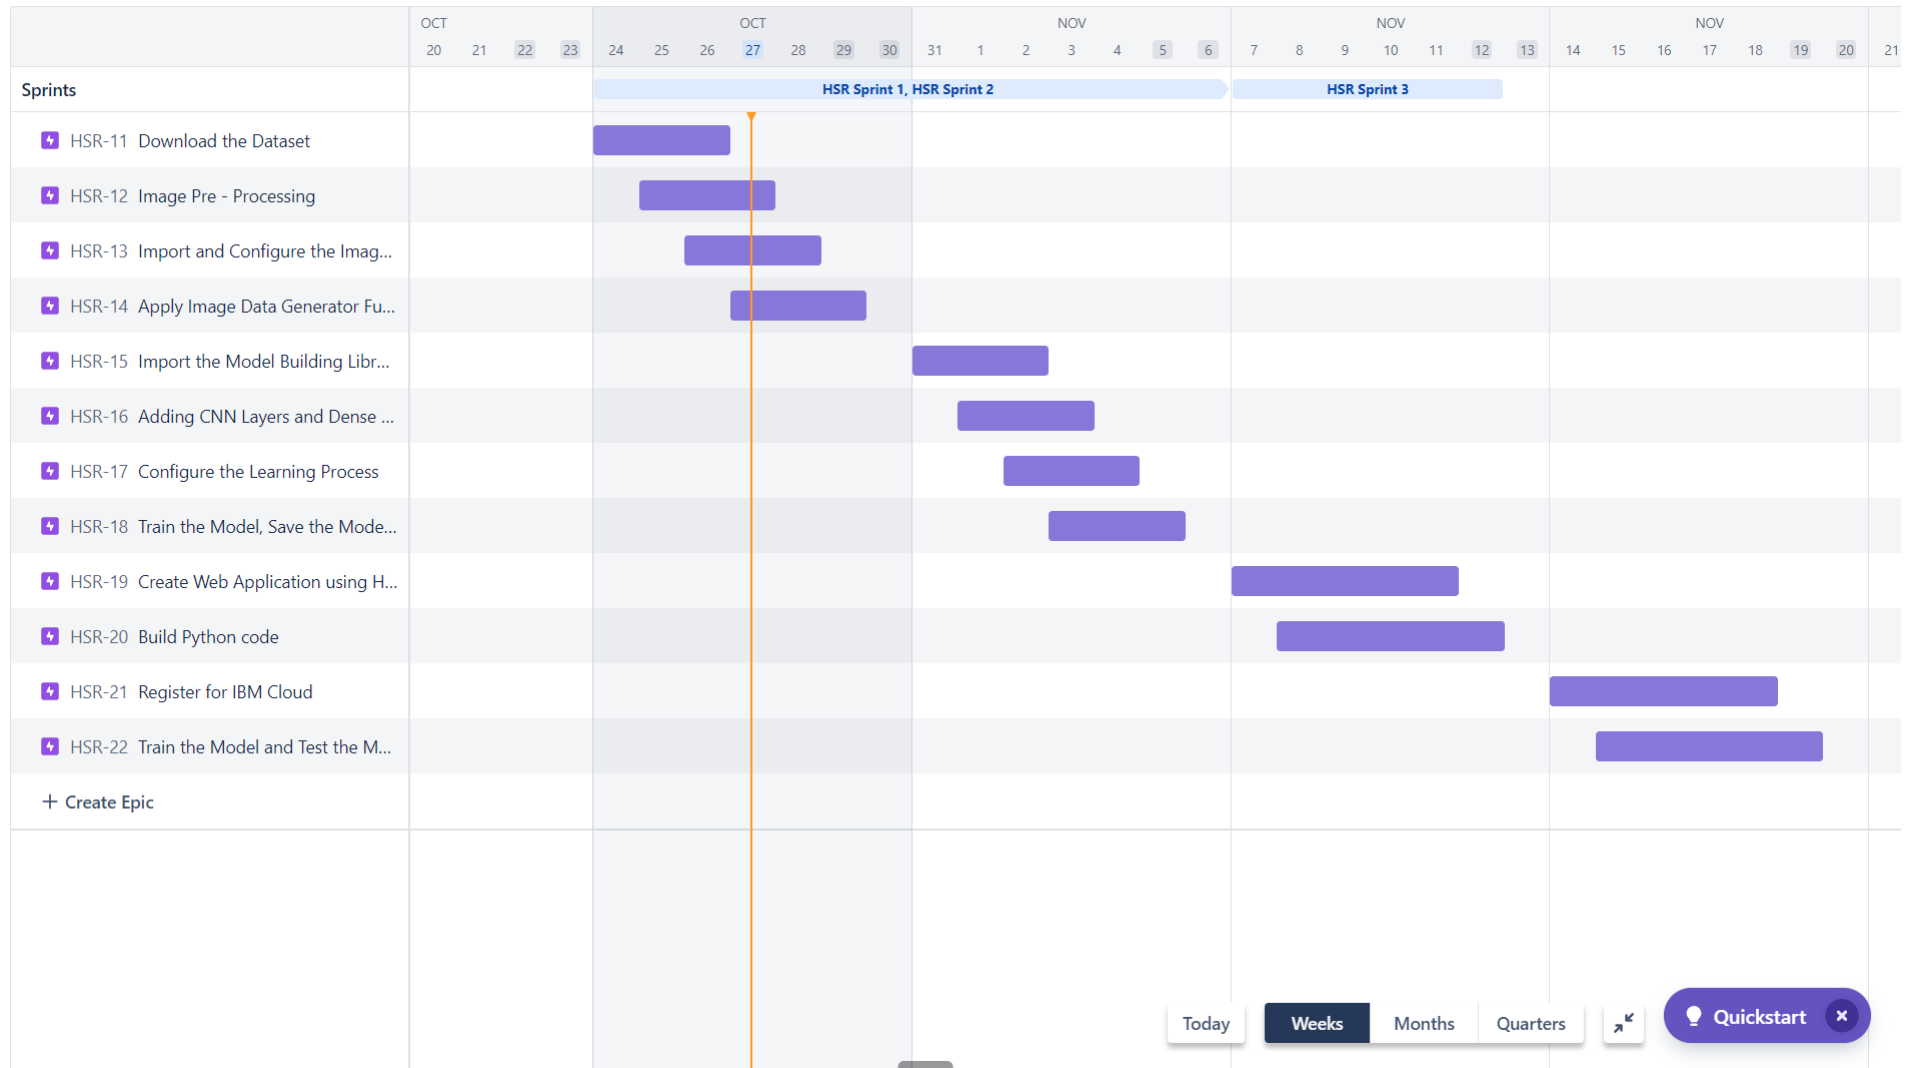 OCT OCT NOV NOV NOV
20 21 22 23 24 25 26 27 28 29 30 31 1 2 3 4 5 6 7 8 9 10 11 12 13 14 15 16 17 18 19 20 21
Sprints HSR Sprint 1, HSR Sprint 2 HSR Sprint 3
HSR-11 Download the Dataset
HSR-12 Image Pre - Processing
HSR-13 Import and Configure the Imag...
HSR-14 Apply Image Data Generator Fu...
HSR-15 Import the Model Building Libr...
HSR-16 Adding CNN Layers and Dense ...
HSR-17 Configure the Learning Process
HSR-18 Train the Model, Save the Mode...
HSR-19 Create Web Application using H...
HSR-20 Build Python code
HSR-21 Register for IBM Cloud
HSR-22 Train the Model and Test the M...
+ Create Epic
Today Weeks Months Quarters Quickstart